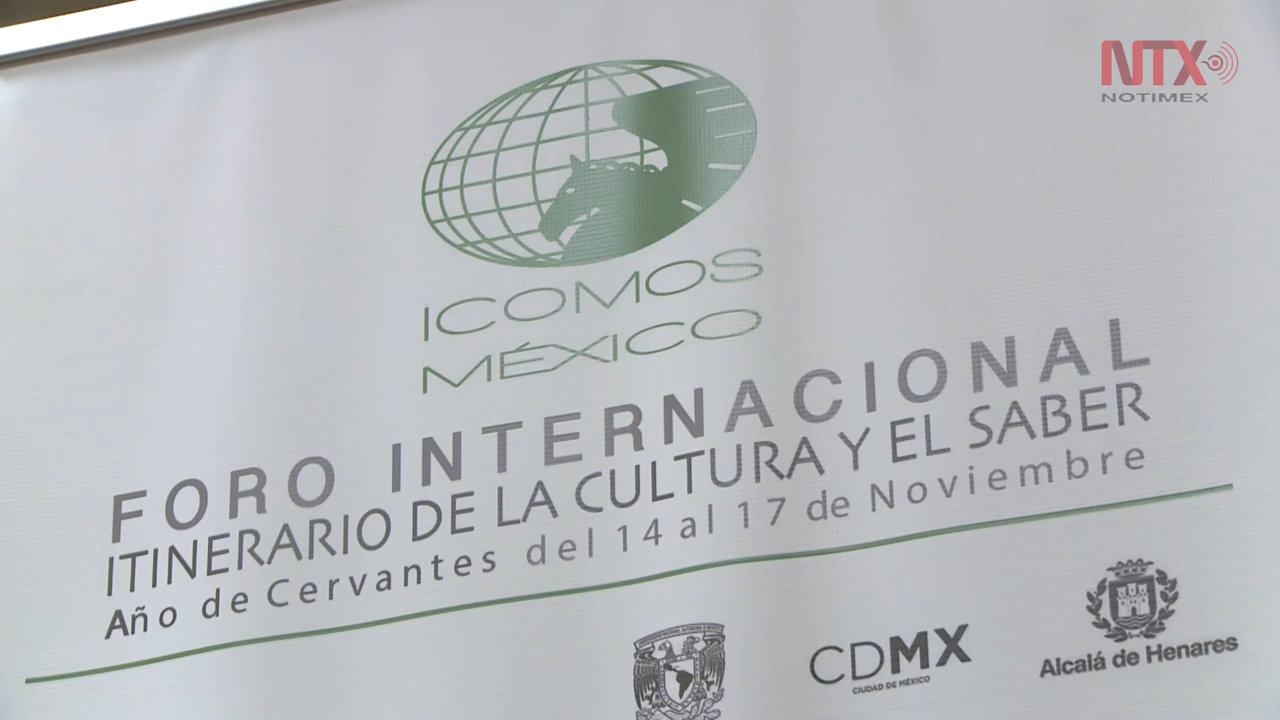 NTX
NOTIMEX
ICOMOS
MÉXICO
FORO INTERNACIONAL
ITINERARIO DE LA CULTURA Y EL SABER
Año de Cervantes del 14 al 17 de Noviembre
CDMX
CIUDAD DE MÉXICO
Alcalá de Henares